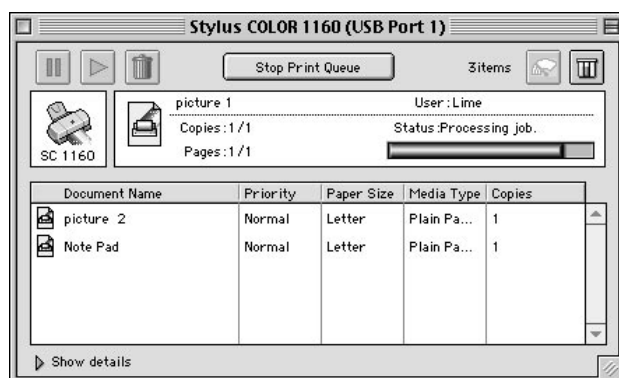 Stylus COLOR 1160 (USB Port 1)
Stop Print Queue
3items
SC 1160
picture 1 User:Lime
Copies:1/1 Status:Processing job..
Pages:1/1
Document Name Priority Paper Size Media Type Copies
picture 2 Normal Letter Plain Pa... 1
Note Pad Normal Letter Plain Pa... 1
Show details